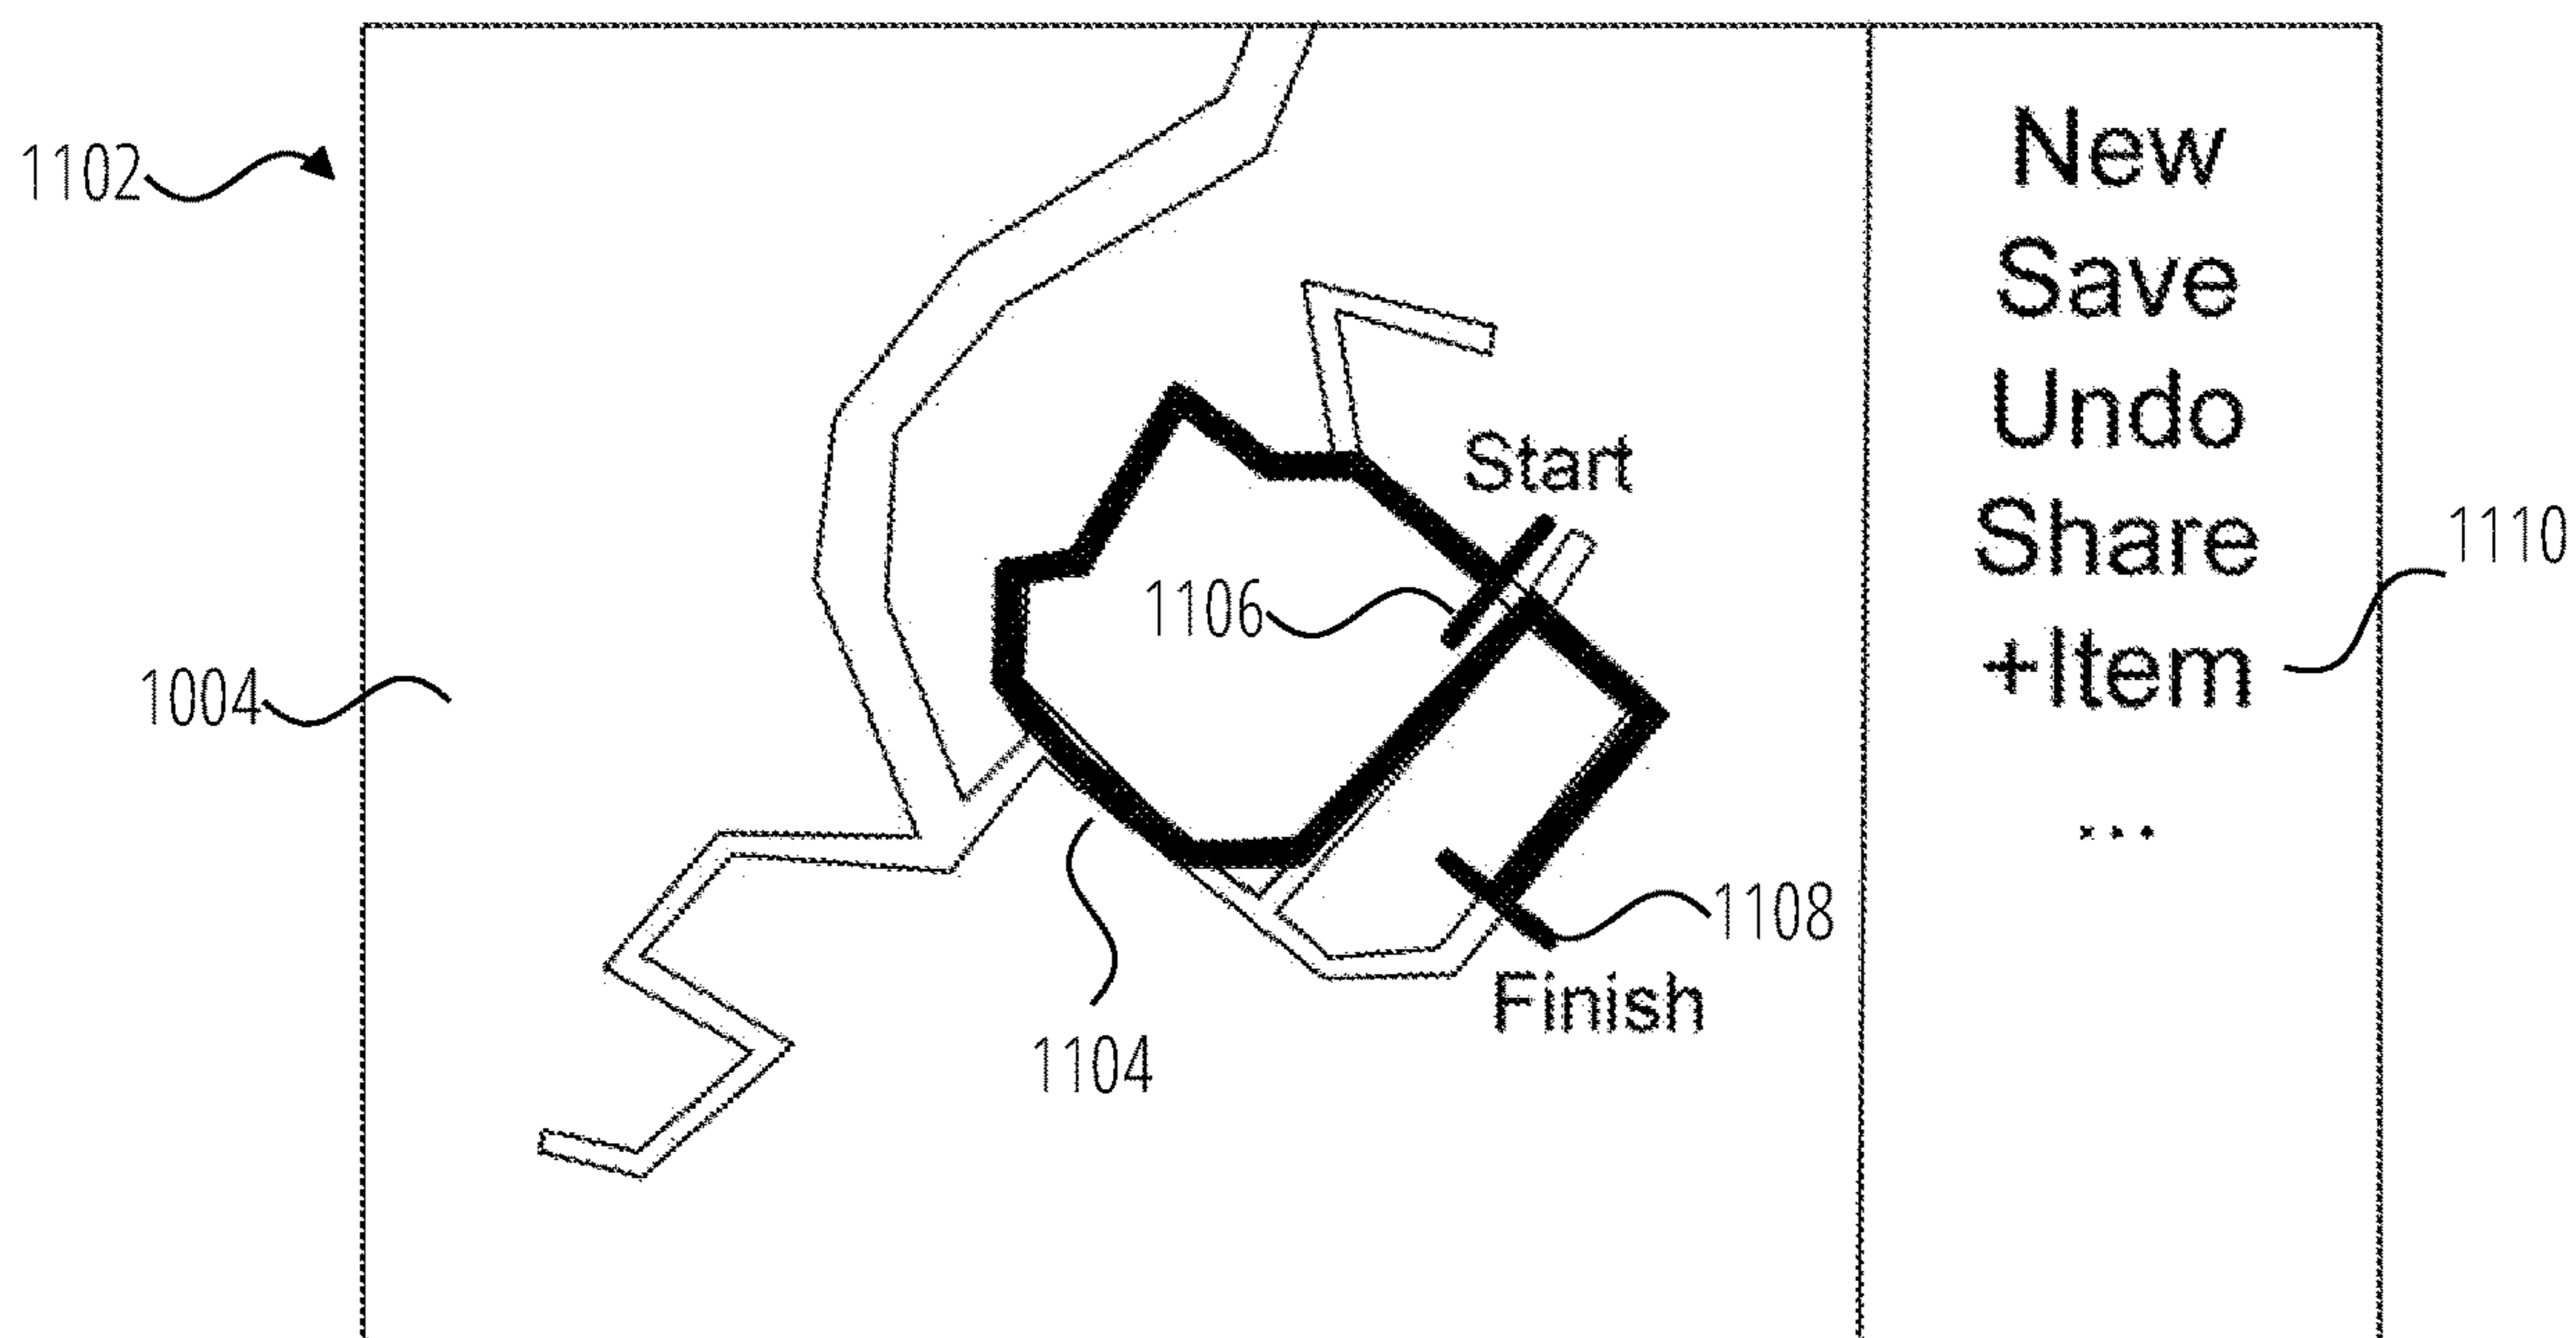 1102
New
Save
Undo
Start
Share
1110
1106
+Item
1004
...
1108
Finish
1104